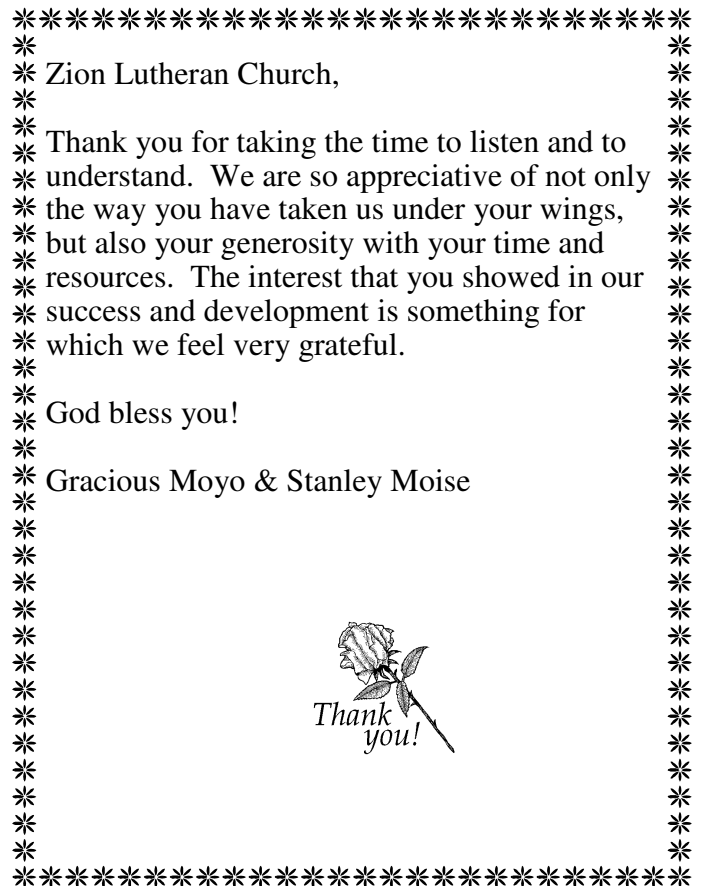 Zion Lutheran Church,
Thank you for taking the time to listen and to
understand.  We are so appreciative of not only
the way you have taken us under your wings,
but also your generosity with your time and
resources.  The interest that you showed in our
success and development is something for
which we feel very grateful.
God bless you!
Gracious Moyo & Stanley Moise
Thank
you!